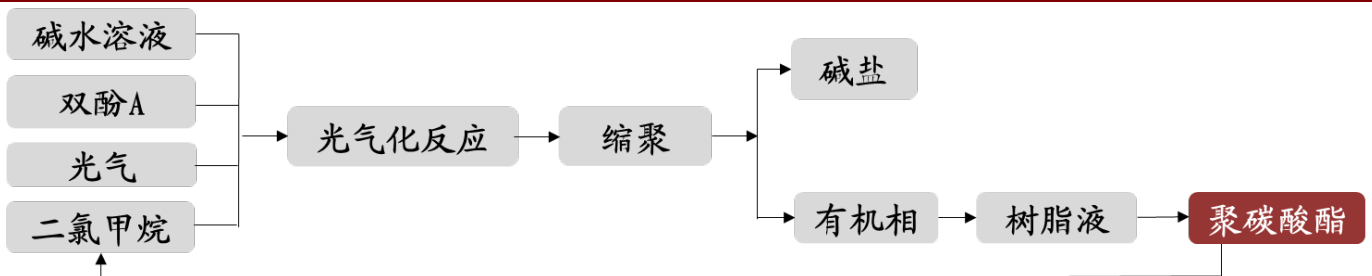 碱水溶液
双酚A
光气
二氯甲烷
光气化反应
缩聚
碱盐
有机相
树脂液
聚碳酸酯